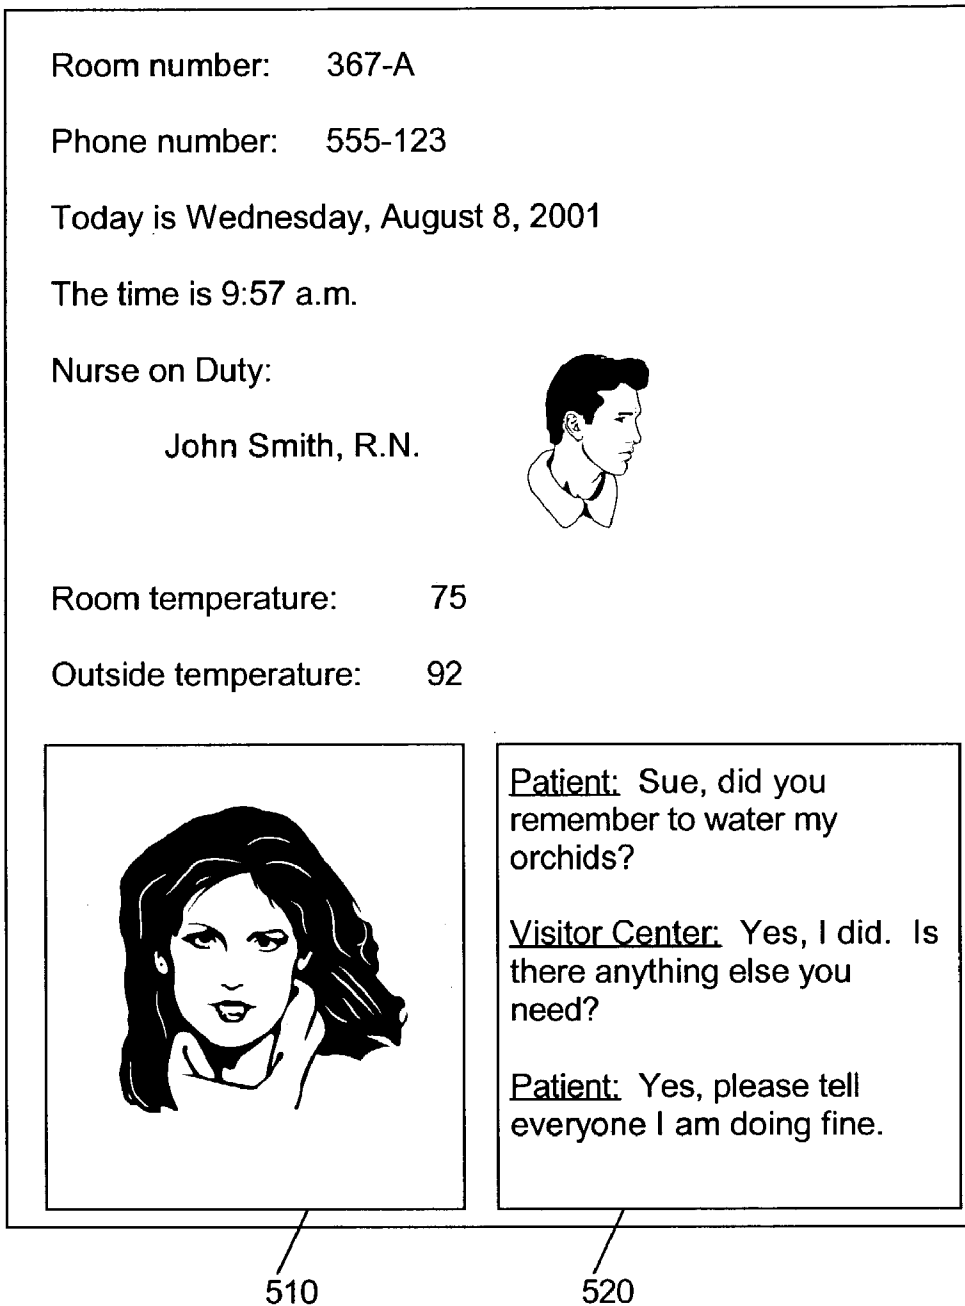 Room number: 367-A
Phone number: 555-123
Today is Wednesday, August 8, 2001
The time is 9:57 a.m.
Nurse on Duty:
John Smith, R.N.
Room temperature: 75
Outside temperature: 92
Patient: Sue, did you
remember to water my
orchids?
Visitor Center: Yes, I did. Is
there anything else you
need?
Patient: Yes, please tell
everyone I am doing fine.
510
520